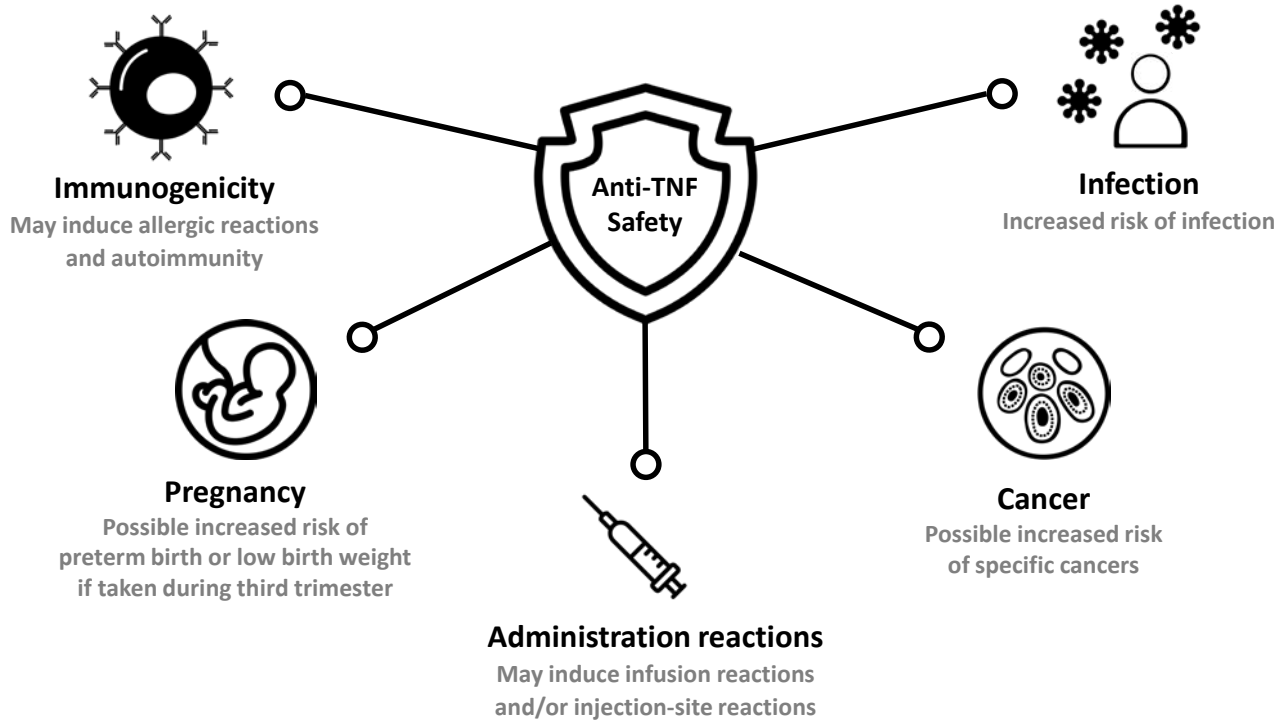 Anti-TNF
Safety
Immunogenicity
May induce allergic reactions
and autoimmunity
Infection
Increased risk of infection
Pregnancy
Possible increased risk of
preterm birth or low birth weight
if taken during third trimester
Cancer
Possible increased risk
of specific cancers
Administration reactions
May induce infusion reactions
and/or injection-site reactions